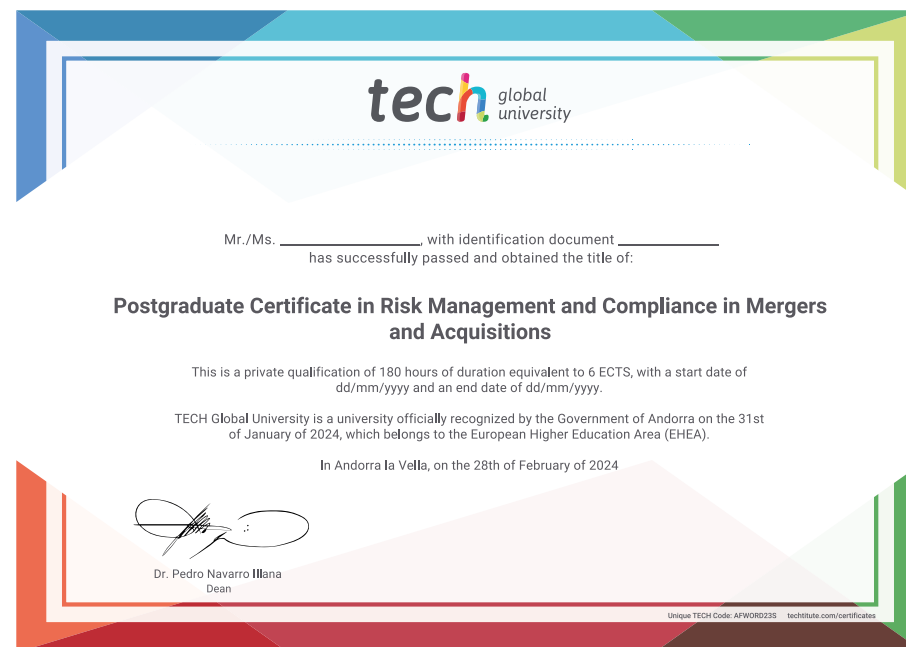 tech global university
Mr./Ms. ____________, with identification document ____________
has successfully passed and obtained the title of:
Postgraduate Certificate in Risk Management and Compliance in Mergers
and Acquisitions
This is a private qualification of 180 hours of duration equivalent to 6 ECTS, with a start date of
dd/mm/yyyy and an end date of dd/mm/yyyy.
TECH Global University is a university officially recognized by the Government of Andorra on the 31st
of January of 2024, which belongs to the European Higher Education Area (EHEA).
In Andorra la Vella, on the 28th of February of 2024
Dr. Pedro Navarro Illana
Dean
Unique TECH Code: AFWORD23S techtitute.com/certificates